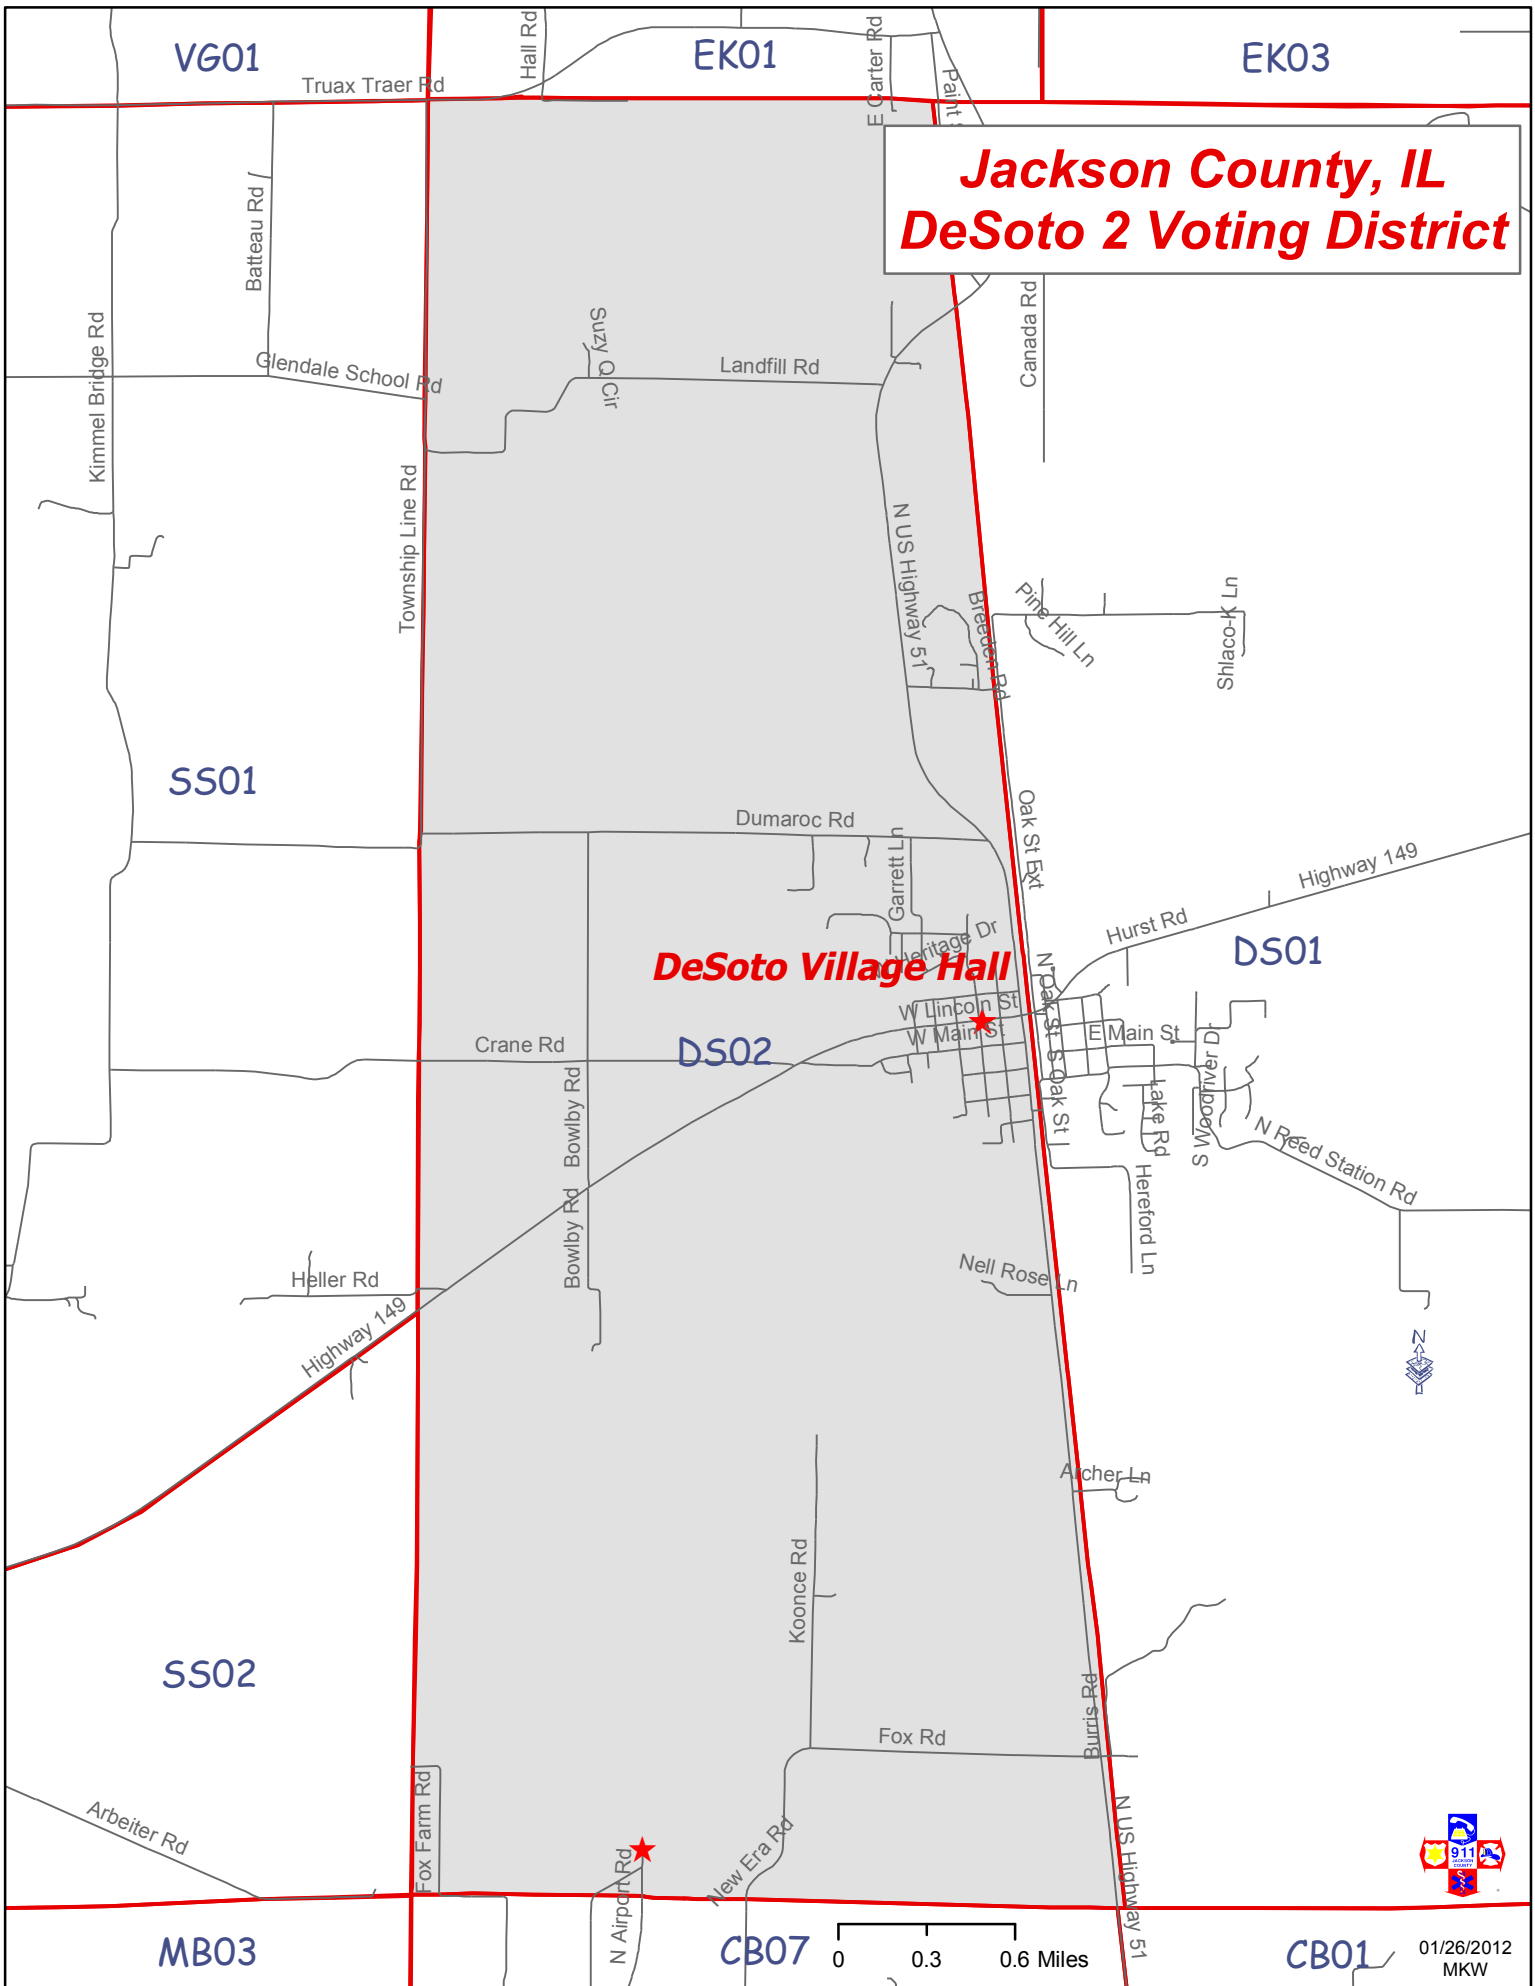 VG01
EK01
EK03
Hall Rd
E Carter Rd
Truax Traer Rd
Jackson County, IL
DeSoto 2 Voting District
Batteau Rd
Kimmel Bridge Rd
Glendale School Rd
Suzy Q Cir
Landfill Rd
Canada Rd
Township Line Rd
N US Highway 51
Breeden Rd
Pine Hill Ln
Shlaco-K Ln
SS01
Dumaroc Rd
Garrett Ln
Oak St Ext
Highway 149
Hurst Rd
DS01
Heritage Dr
DeSoto Village Hall
N Oak St
W Lincoln St
W Main St
E Main St
S Oak St
Crane Rd
DS02
Bowlby Rd
Lake Rd
S Woodriver Dr
N Reed Station Rd
Bowlby Rd
Hereford Ln
Nell Rose Ln
Heller Rd
Highway 149
N
Archer Ln
Koonce Rd
SS02
Burris Rd
Fox Rd
Arbeiter Rd
Fox Farm Rd
N Airport Rd
New Era Rd
N US Highway 51
911
JACKSON
COUNTY
MB03
CB07
0 0.3 0.6 Miles
CB01
01/26/2012
MKW